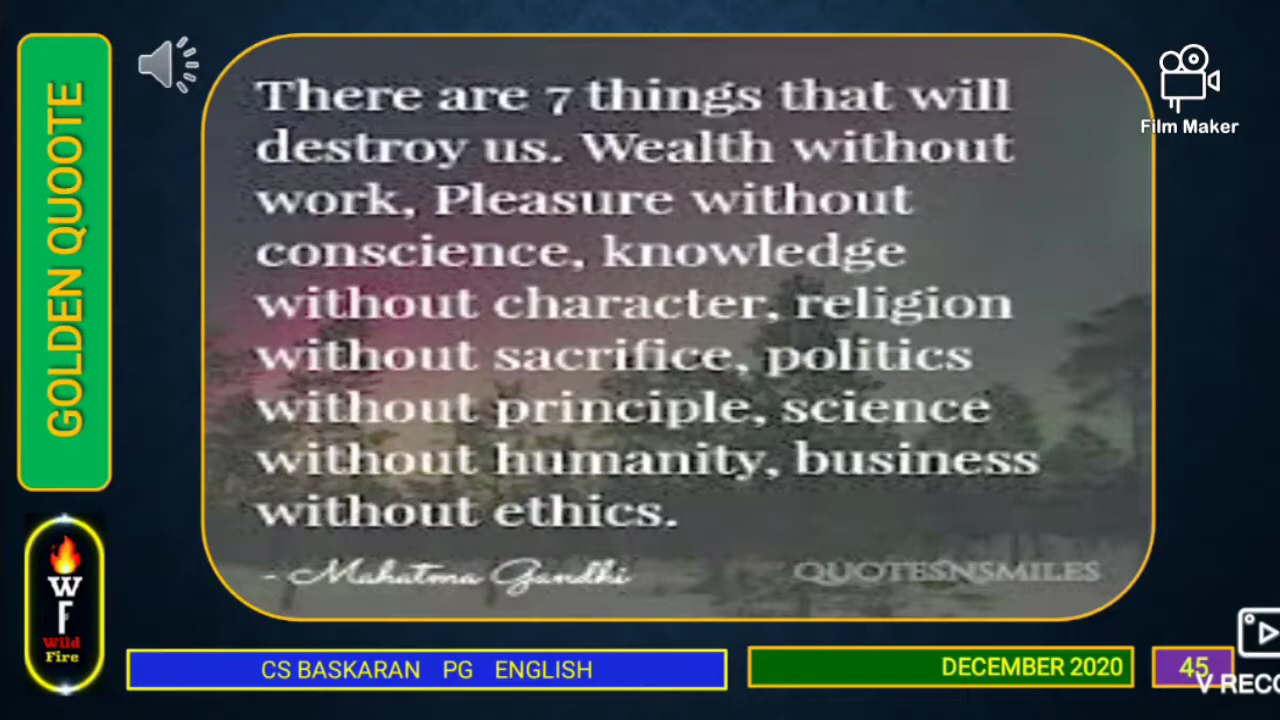 GOLDEN QUOOTE
There are 7 things that will
destroy us. Wealth without
work, Pleasure without
conscience, knowledge
without character, religion
without sacrifice, politics
without principle, science
without humanity, business
without ethics.
- Mahatma Gandhi
QUOTESNSMILES
Film Maker
W
F
Wild
Fire
CS BASKARAN PG ENGLISH
DECEMBER 2020
45
V RECO